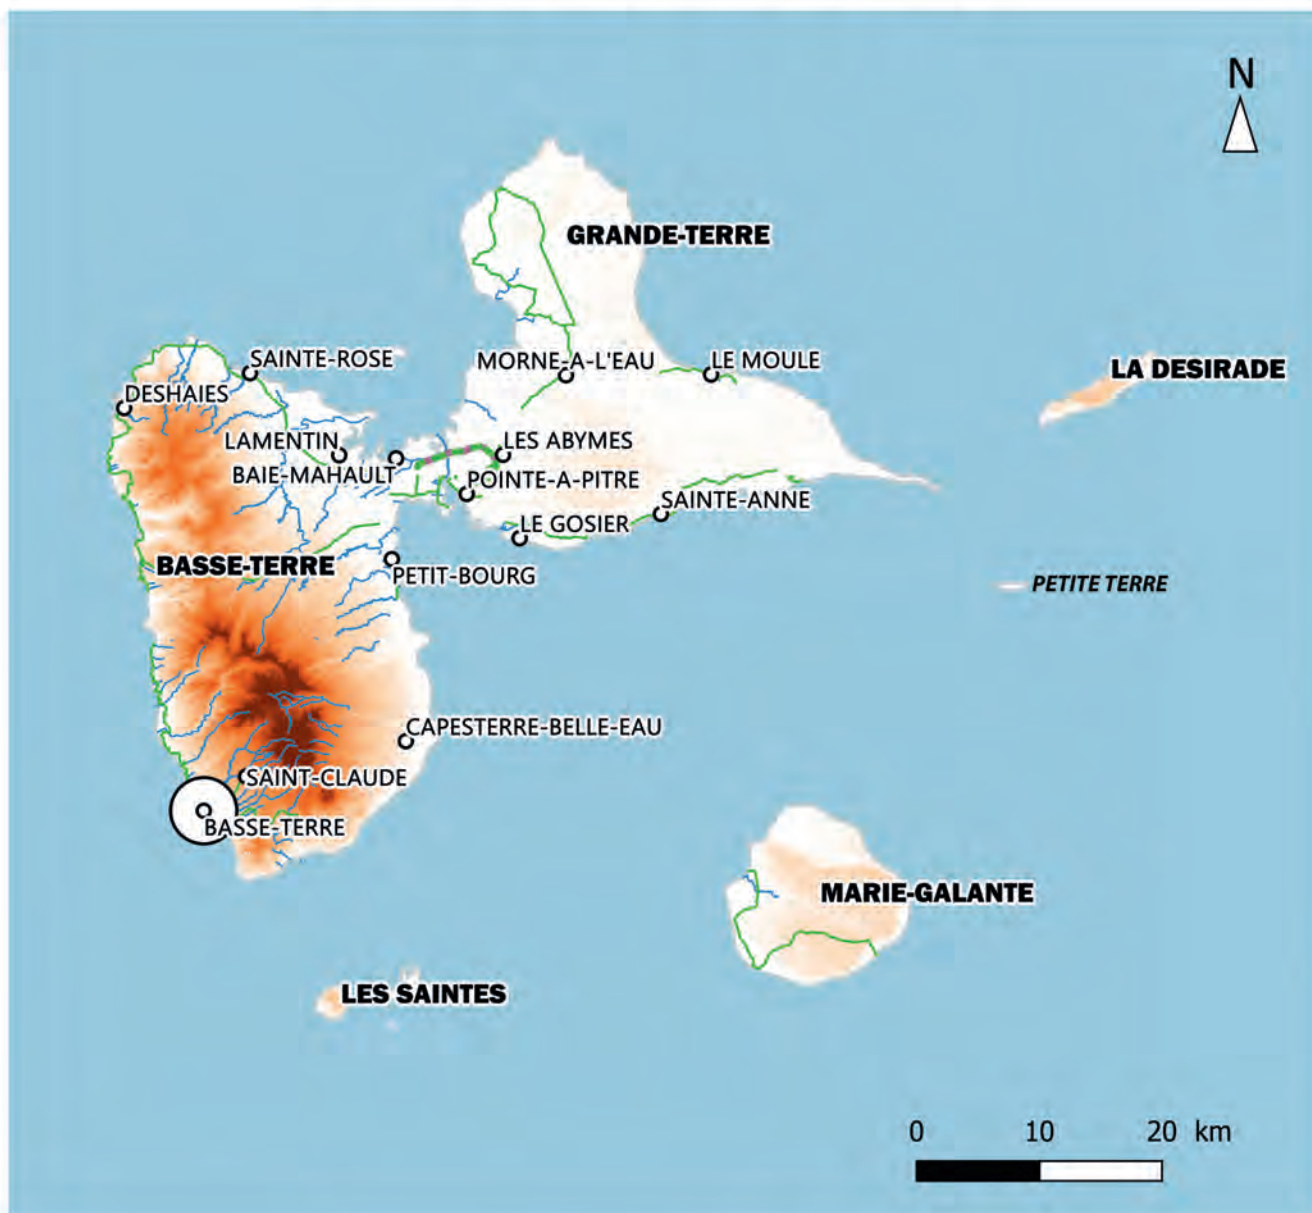 N
GRANDE-TERRE
SAINTE-ROSE
MORNE-A-L'EAU
LE MOULE
LA DESIRADE
DESHAIES
LAMENTIN
LES ABYMES
BAIE-MAHAULT
POINTE-A-PITRE
SAINTE-ANNE
LE GOSIER
BASSE-TERRE
PETIT-BOURG
PETITE TERRE
CAPESTERRE-BELLE-EAU
SAINT-CLAUDE
BASSE-TERRE
MARIE-GALANTE
LES SAINTES
0 10 20 km